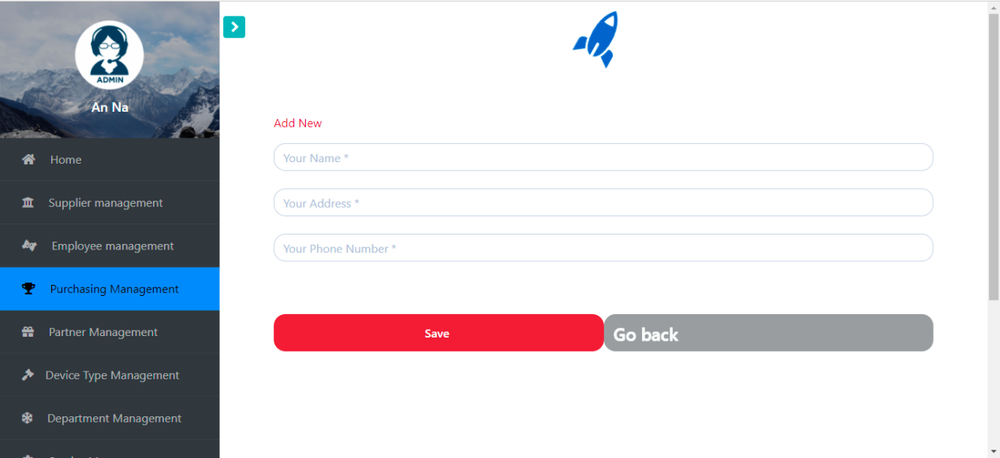 ADMIN
An Na
Home
Supplier management
Employee management
Purchasing Management
Partner Management
Device Type Management
Department Management
Add New
Your Name *
Your Address *
Your Phone Number *
Save
Go back